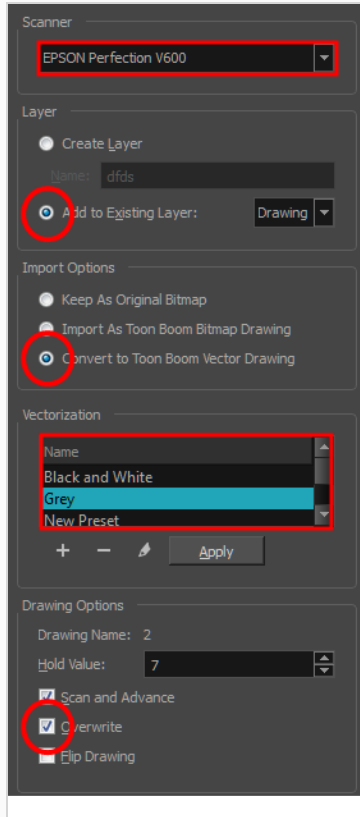 Scanner
EPSON Perfection V600
Layer
Create Layer
Name: dfds
Add to Existing Layer: Drawing
Import Options
Keep As Original Bitmap
Import As Toon Boom Bitmap Drawing
Convert to Toon Boom Vector Drawing
Vectorization
Name
Black and White
Grey
New Preset
+ − Apply
Drawing Options
Drawing Name: 2
Hold Value: 7
Scan and Advance
Overwrite
Flip Drawing